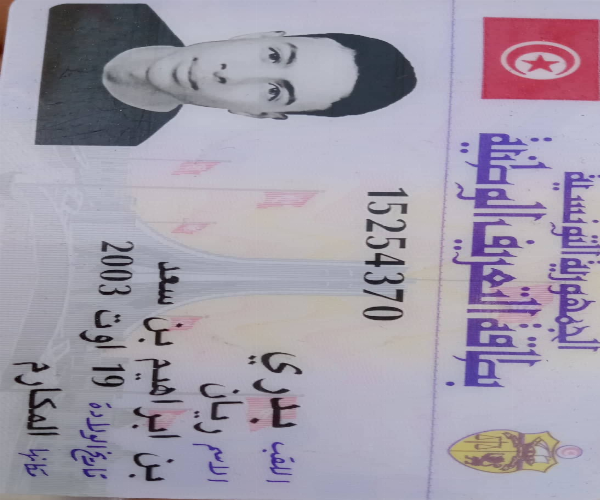 الجمهورية التونسية
بطاقة التعريف الوطنية
15254370
اللقب بدري
الاسم ريان
بن ابراهيم بن سعد
تاريخ الولادة 19 اوت 2003
مكانها المكارم